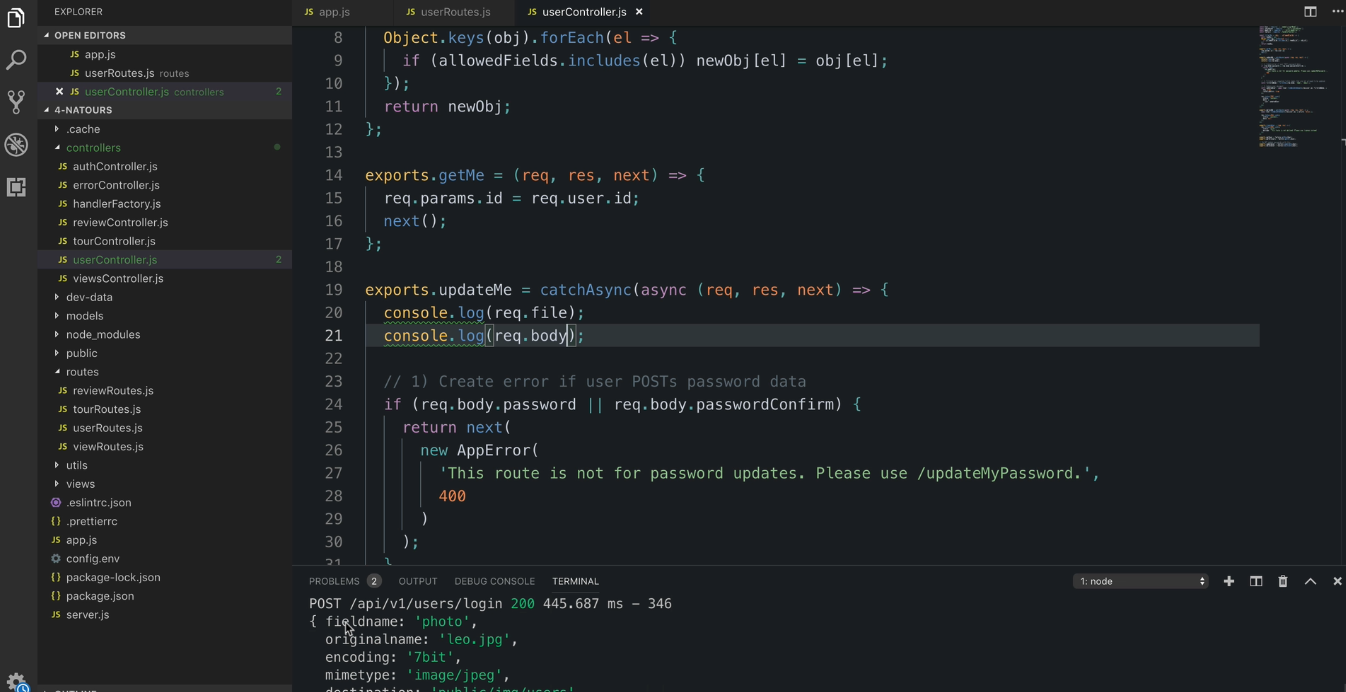 EXPLORER
OPEN EDITORS
JS app.js
JS userRoutes.js routes
JS userController.js controllers 2
4-NATOURS
.cache
controllers
JS authController.js
JS errorController.js
JS handlerFactory.js
JS reviewController.js
JS tourController.js
JS userController.js 2
JS viewsController.js
dev-data
models
node_modules
public
routes
JS reviewRoutes.js
JS tourRoutes.js
JS userRoutes.js
JS viewRoutes.js
utils
views
.eslintrc.json
{} .prettierrc
JS app.js
config.env
{} package-lock.json
{} package.json
JS server.js
JS app.js JS userRoutes.js JS userController.js
8 Object.keys(obj).forEach(el => {
9 if (allowedFields.includes(el)) newObj[el] = obj[el];
10 });
11 return newObj;
12 };
13
14 exports.getMe = (req, res, next) => {
15 req.params.id = req.user.id;
16 next();
17 };
18
19 exports.updateMe = catchAsync(async (req, res, next) => {
20 console.log(req.file);
21 console.log(req.body);
22
23 // 1) Create error if user POSTs password data
24 if (req.body.password || req.body.passwordConfirm) {
25 return next(
26 new AppError(
27 'This route is not for password updates. Please use /updateMyPassword.',
28 400
29 )
30 );
31 }
PROBLEMS 2 OUTPUT DEBUG CONSOLE TERMINAL 1: node
POST /api/v1/users/login 200 445.687 ms - 346
{ fieldname: 'photo',
originalname: 'leo.jpg',
encoding: '7bit',
mimetype: 'image/jpeg',
destination: 'public/img/users'